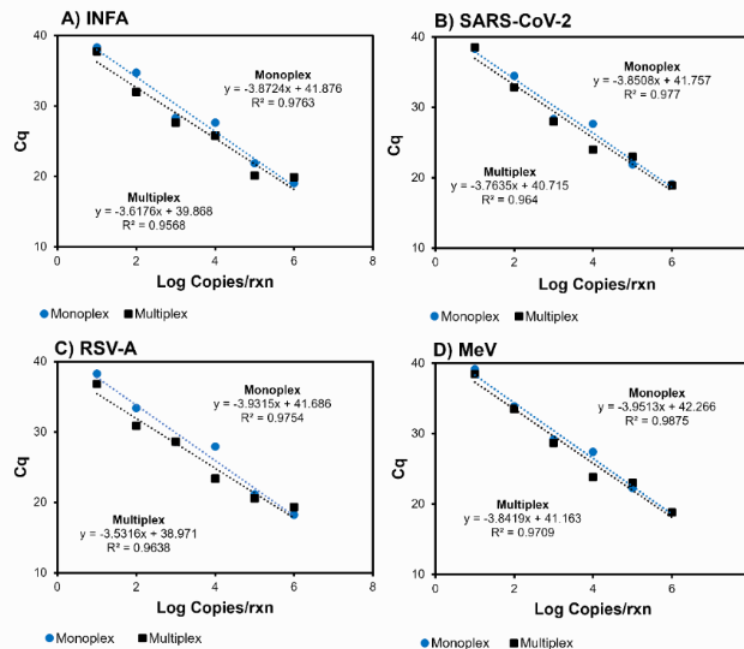 A) INFA
40
30
20
10
Cq
0
2
4
6
8
Log Copies/rxn
Monoplex
y = -3.8724x + 41.876
R² = 0.9763
Multiplex
y = -3.6176x + 39.868
R² = 0.9568
Monoplex Multiplex
B) SARS-CoV-2
40
30
20
10
Cq
0
2
4
6
8
Log Copies/rxn
Monoplex
y = -3.8508x + 41.757
R² = 0.977
Multiplex
y = -3.7635x + 40.715
R² = 0.964
Monoplex Multiplex
C) RSV-A
40
30
20
10
Cq
0
2
4
6
8
Log Copies/rxn
Monoplex
y = -3.9315x + 41.686
R² = 0.9754
Multiplex
y = -3.5316x + 38.971
R² = 0.9638
Monoplex Multiplex
D) MeV
40
30
20
10
Cq
0
2
4
6
8
Log Copies/rxn
Monoplex
y = -3.9513x + 42.266
R² = 0.9875
Multiplex
y = -3.8419x + 41.163
R² = 0.9709
Monoplex Multiplex